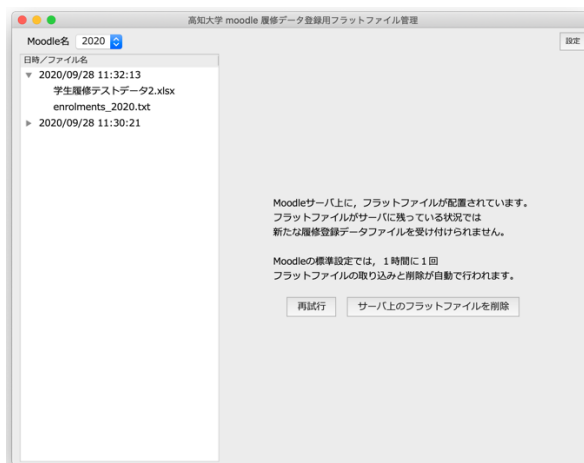 高知大学 moodle 履修データ登録用フラットファイル管理
Moodle名 2020
設定
日時／ファイル名
2020/09/28 11:32:13
学生履修テストデータ2.xlsx
enrolments_2020.txt
2020/09/28 11:30:21
Moodleサーバ上に，フラットファイルが配置されています。
フラットファイルがサーバに残っている状況では
新たな履修登録データファイルを受け付けられません。
Moodleの標準設定では，１時間に１回
フラットファイルの取り込みと削除が自動で行われます。
再試行
サーバ上のフラットファイルを削除